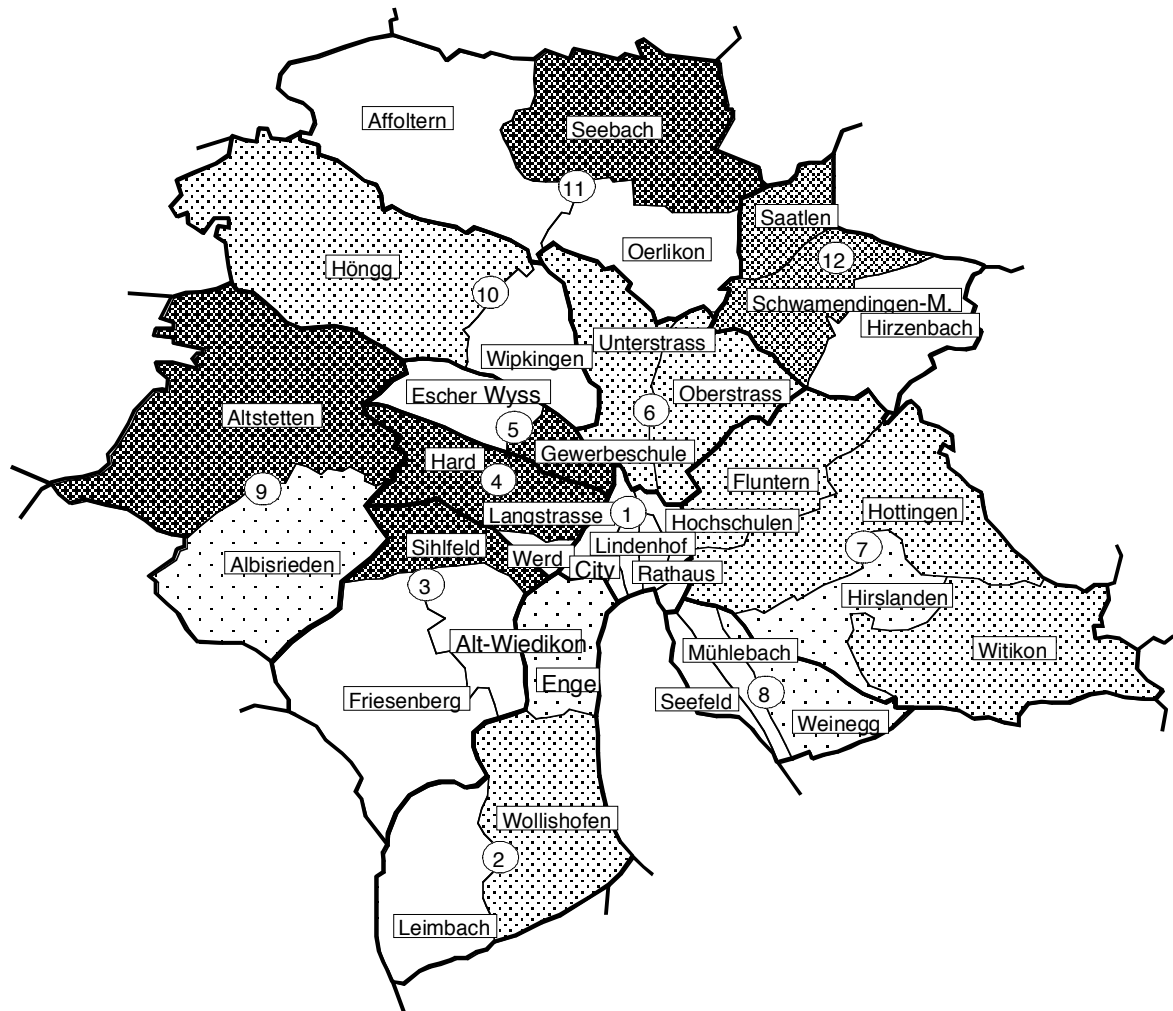 Affoltern
Seebach
11
Saatlen
Oerlikon
12
Höngg
10
Schwamendingen-M.
Hirzenbach
Unterstrass
Wipkingen
Oberstrass
Escher Wyss
Altstetten
6
5
Gewerbeschule
Hard
4
Fluntern
9
Langstrasse
1
Hochschulen
Hottingen
Sihlfeld
Lindenhof
7
Werd
City
Rathaus
Albisrieden
3
Hirslanden
Alt-Wiedikon
Mühlebach
Witikon
Enge
Friesenberg
Seefeld
8
Weinegg
Wollishofen
2
Leimbach